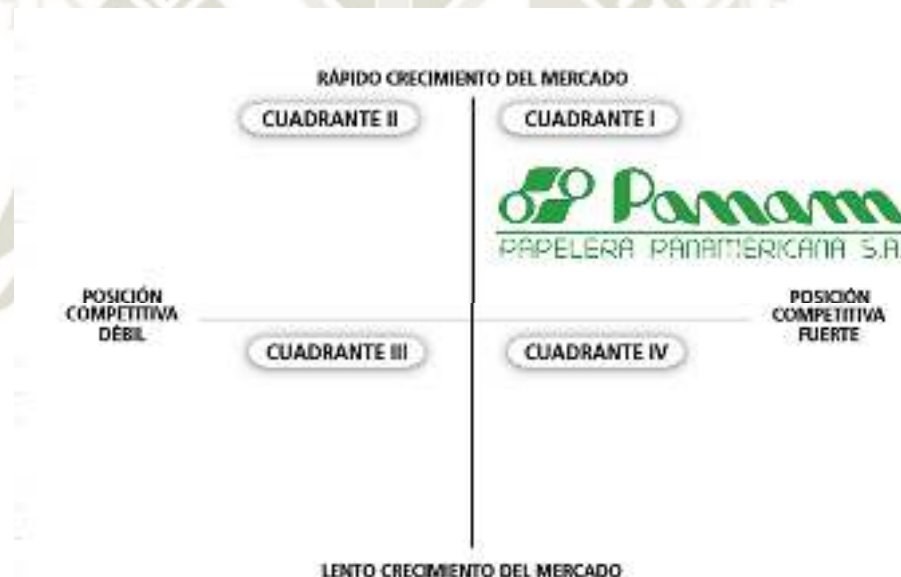 RÁPIDO CRECIMIENTO DEL MERCADO
CUADRANTE II
CUADRANTE I
Panam
PAPELERA PANAMERICANA S.A.
POSICIÓN
COMPETITIVA
DÉBIL
POSICIÓN
COMPETITIVA
FUERTE
CUADRANTE III
CUADRANTE IV
LENTO CRECIMIENTO DEL MERCADO